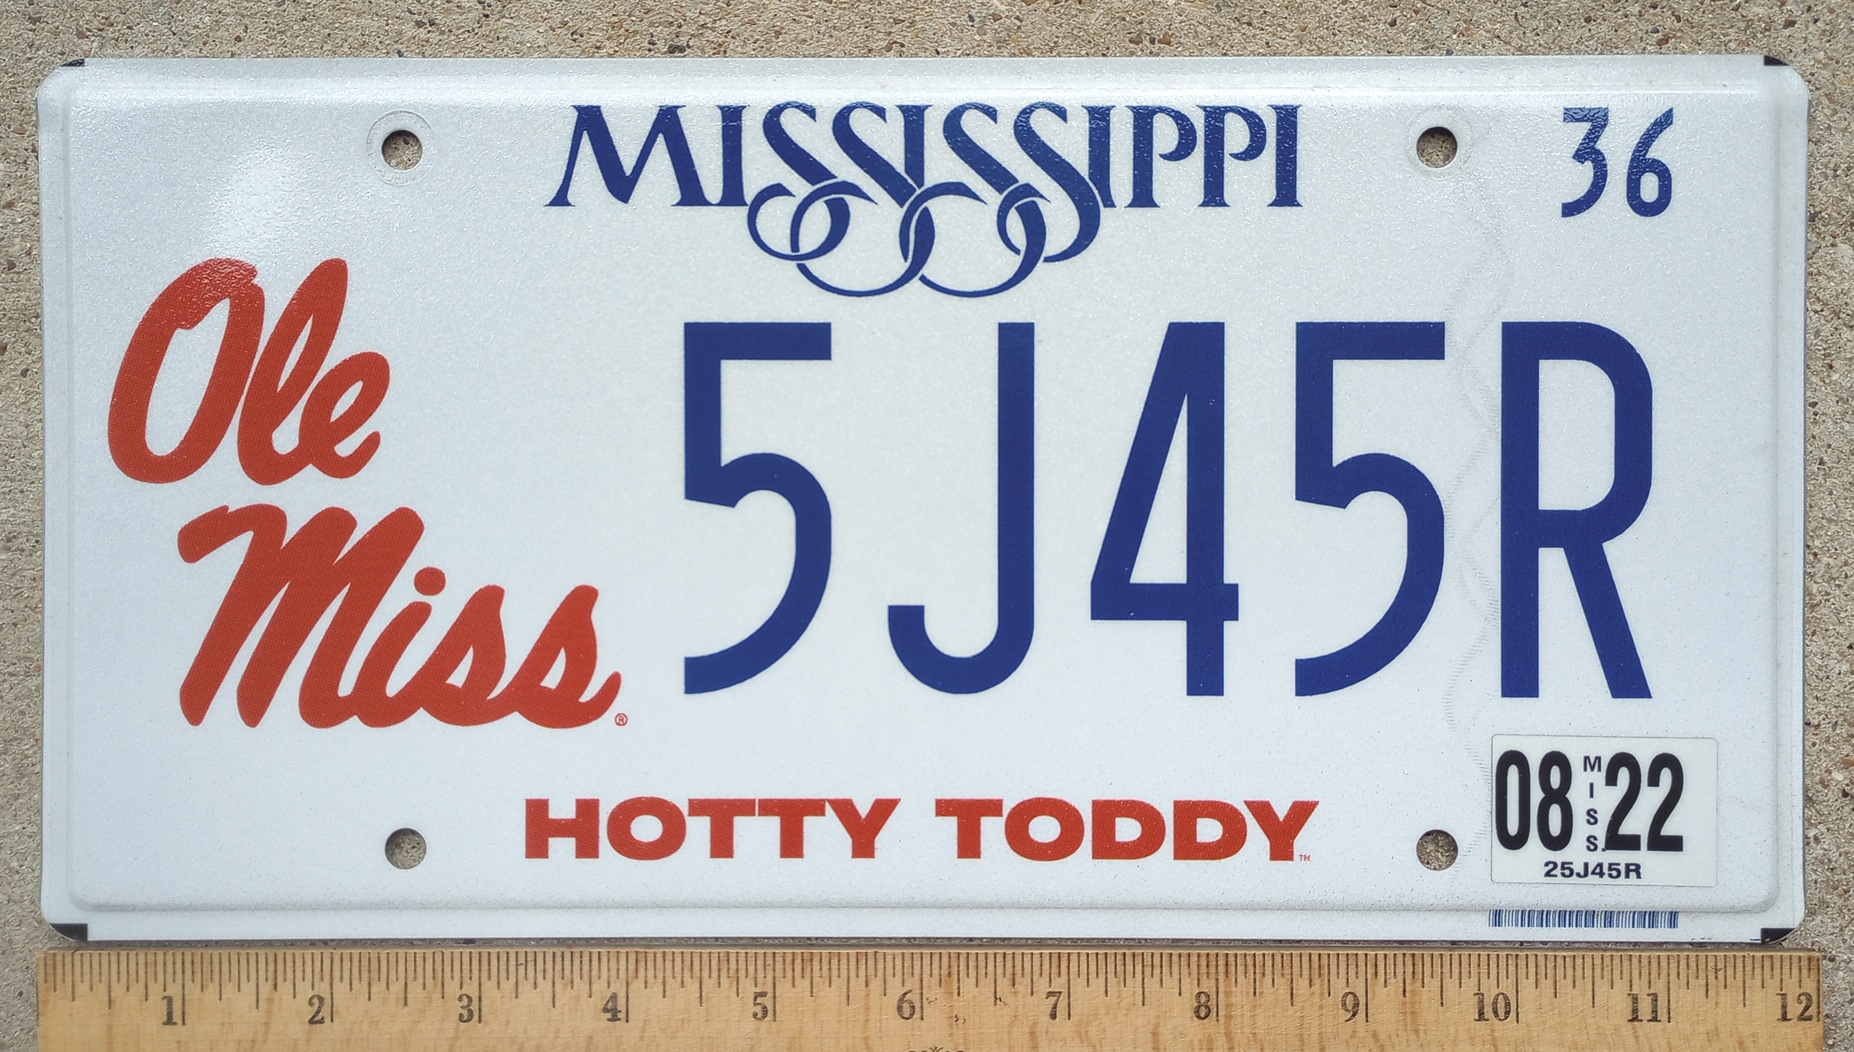 MISSISSIPPI
36
Ole
Miss®
5J45R
HOTTY TODDY™
08 MISS. 22
25J45R
1 2 3 4 5 6 7 8 9 10 11 12